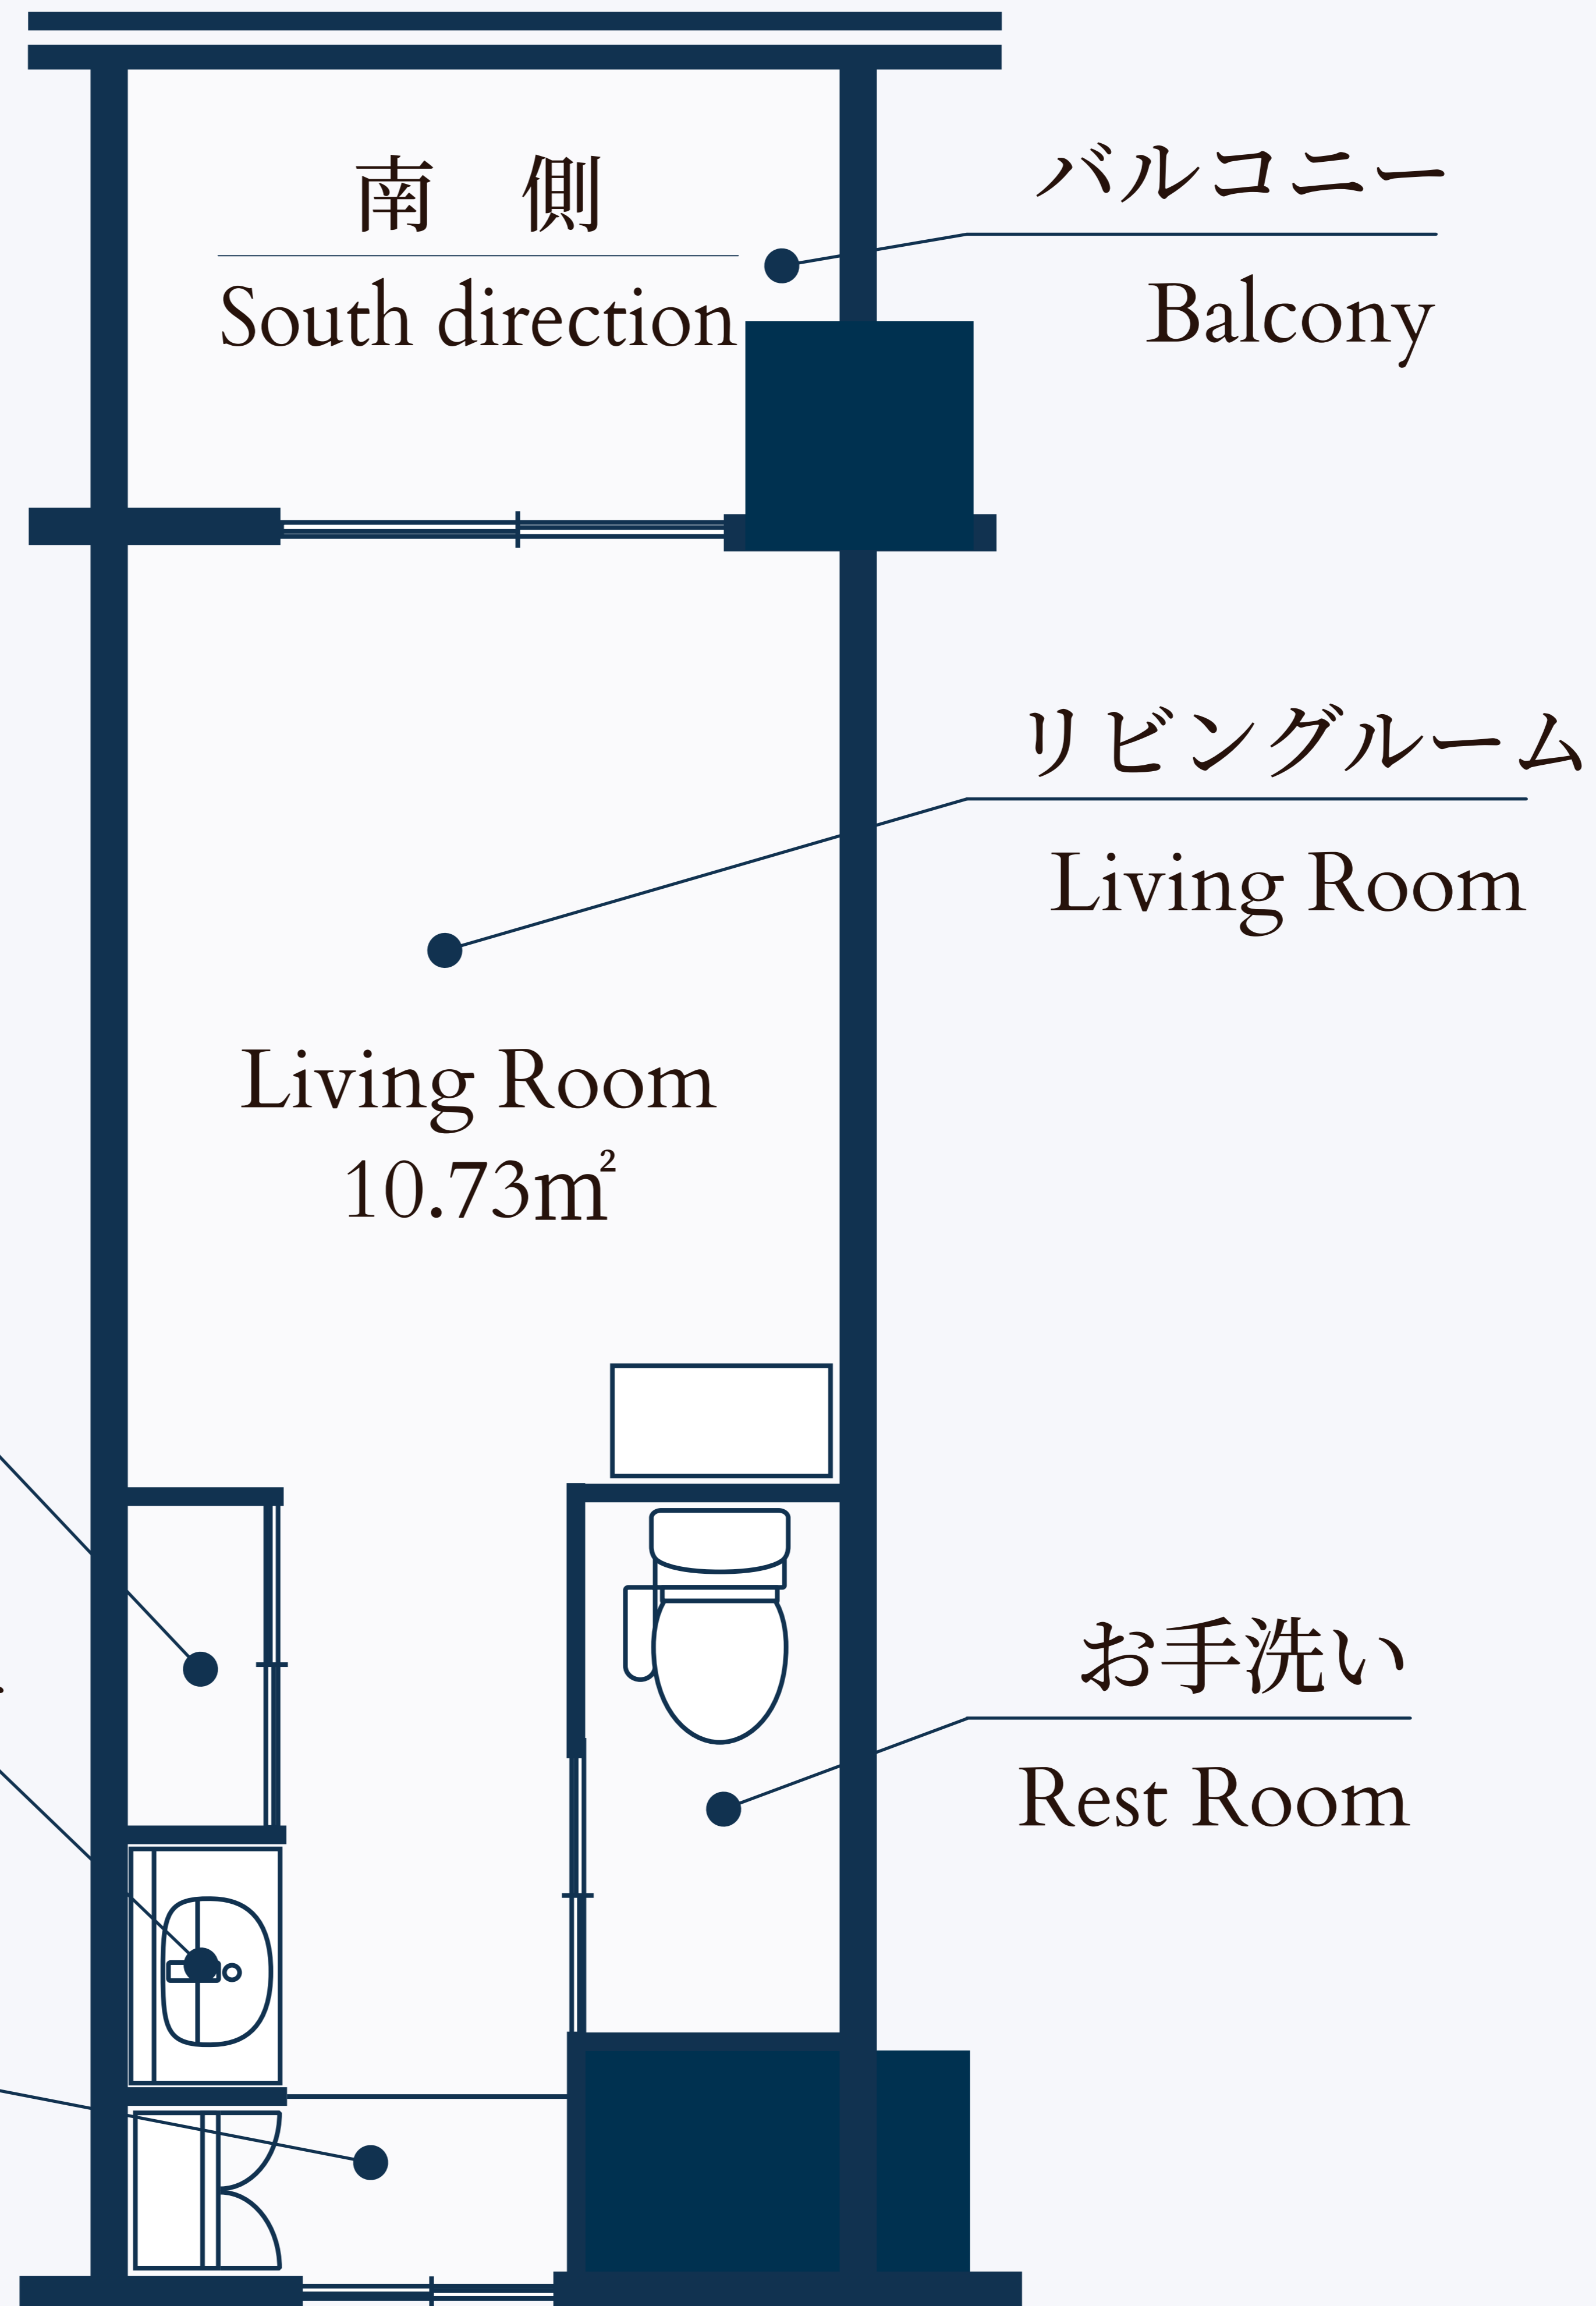 南側
South direction
バルコニー
Balcony
リビングルーム
Living Room
Living Room
10.73m²
お手洗い
Rest Room